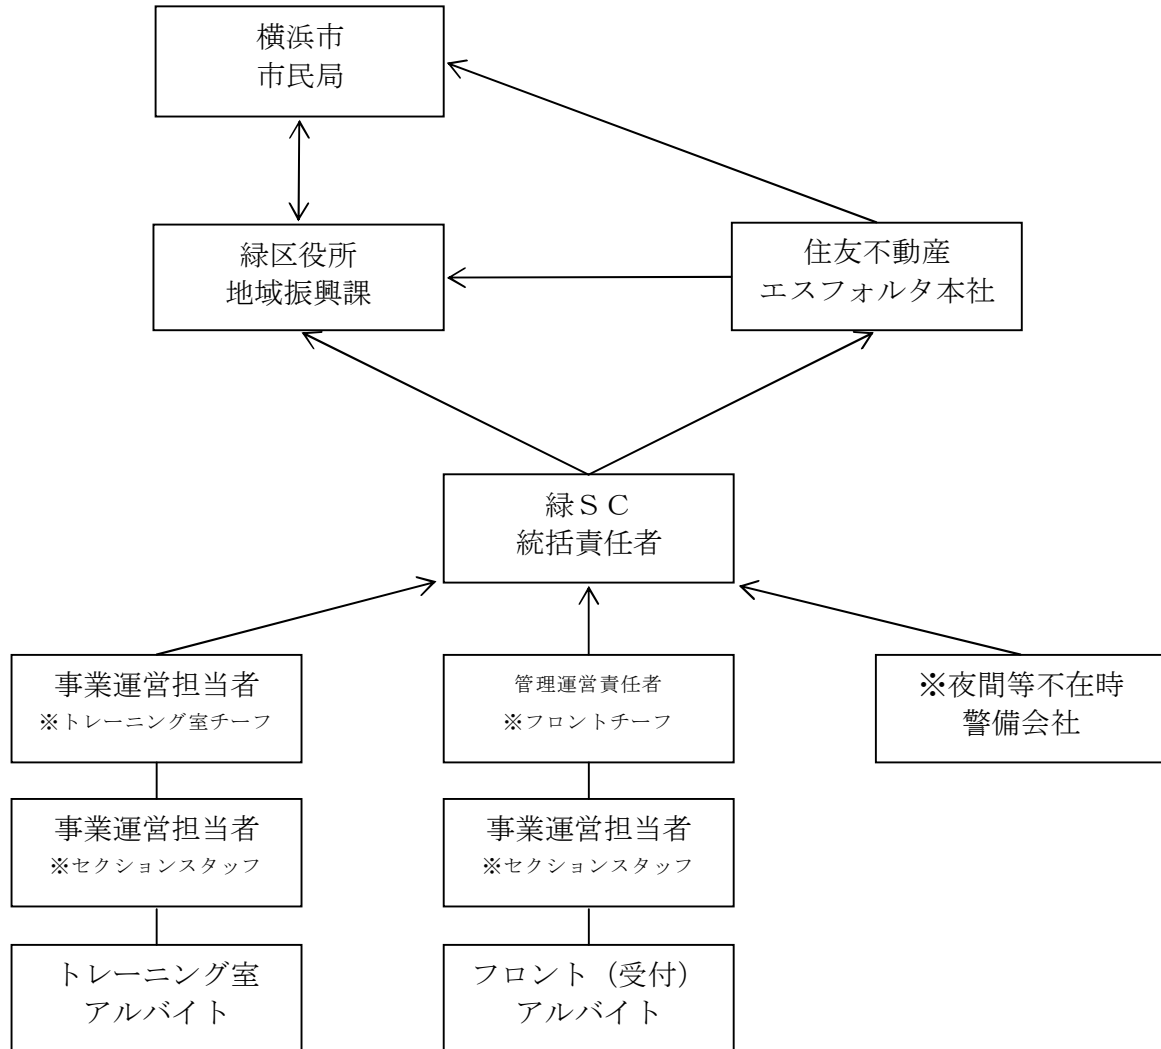 横浜市
市民局
緑区役所
地域振興課
住友不動産
エスフォルタ本社
緑ＳＣ
統括責任者
事業運営担当者
※トレーニング室チーフ
管理運営責任者
※フロントチーフ
※夜間等不在時
警備会社
事業運営担当者
※セクションスタッフ
事業運営担当者
※セクションスタッフ
トレーニング室
アルバイト
フロント（受付）
アルバイト